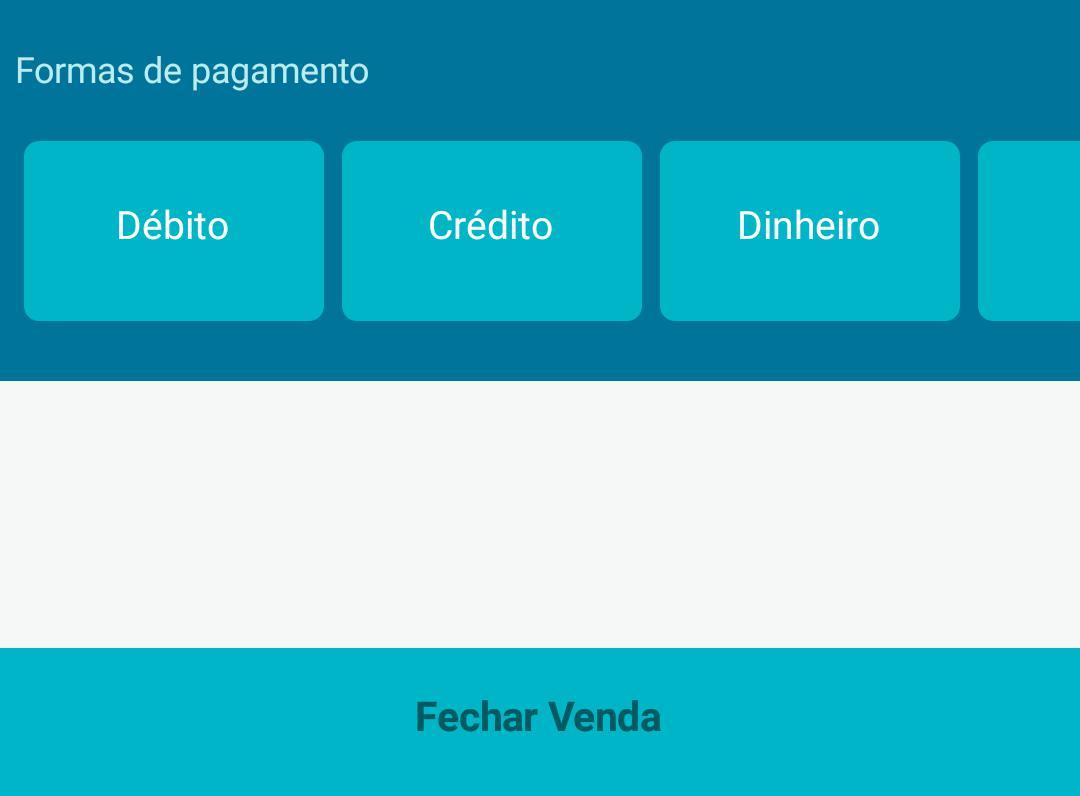 Formas de pagamento
Débito
Crédito
Dinheiro
Fechar Venda